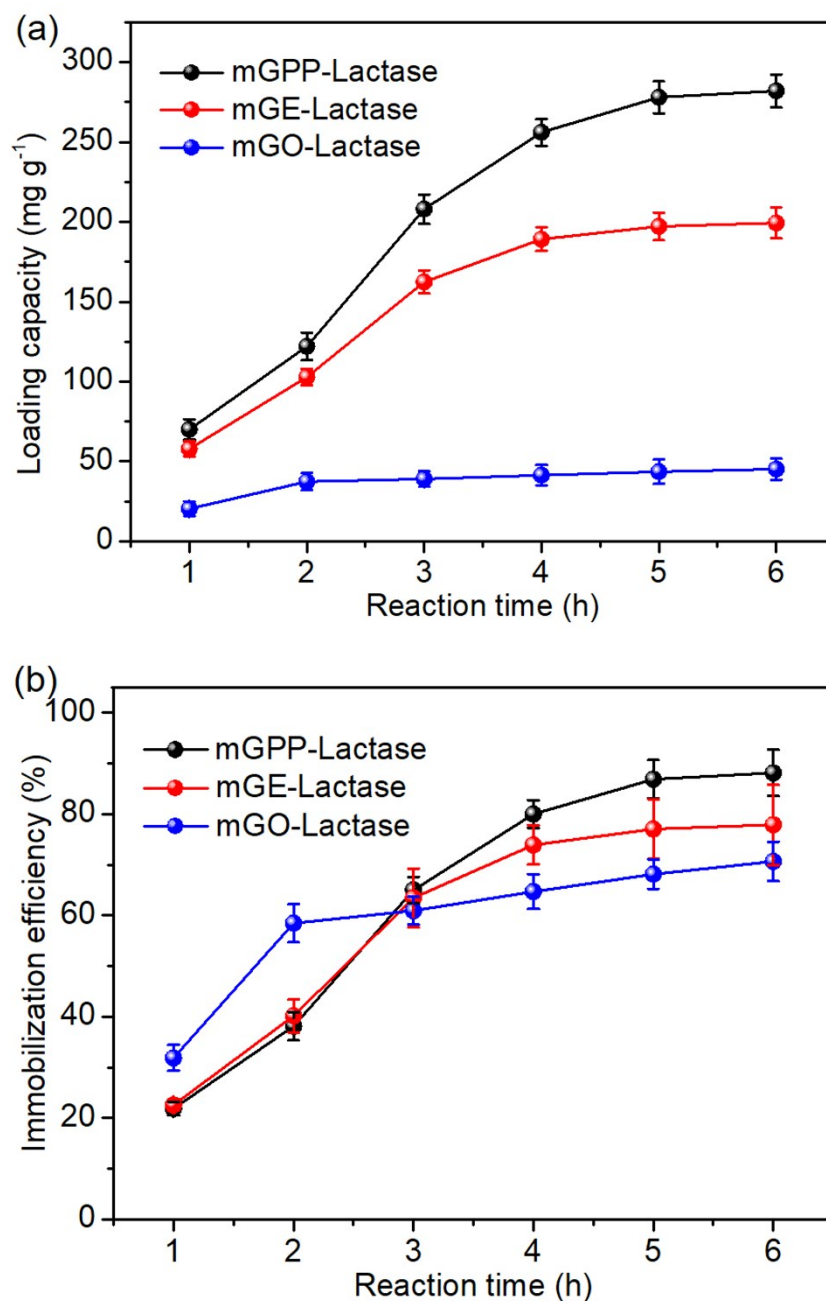 (a)
mGPP-Lactase
mGE-Lactase
mGO-Lactase
Loading capacity (mg g⁻¹)
300
250
200
150
100
50
0
1 2 3 4 5 6
Reaction time (h)
(b)
mGPP-Lactase
mGE-Lactase
mGO-Lactase
Immobilization efficiency (%)
100
80
60
40
20
0
1 2 3 4 5 6
Reaction time (h)